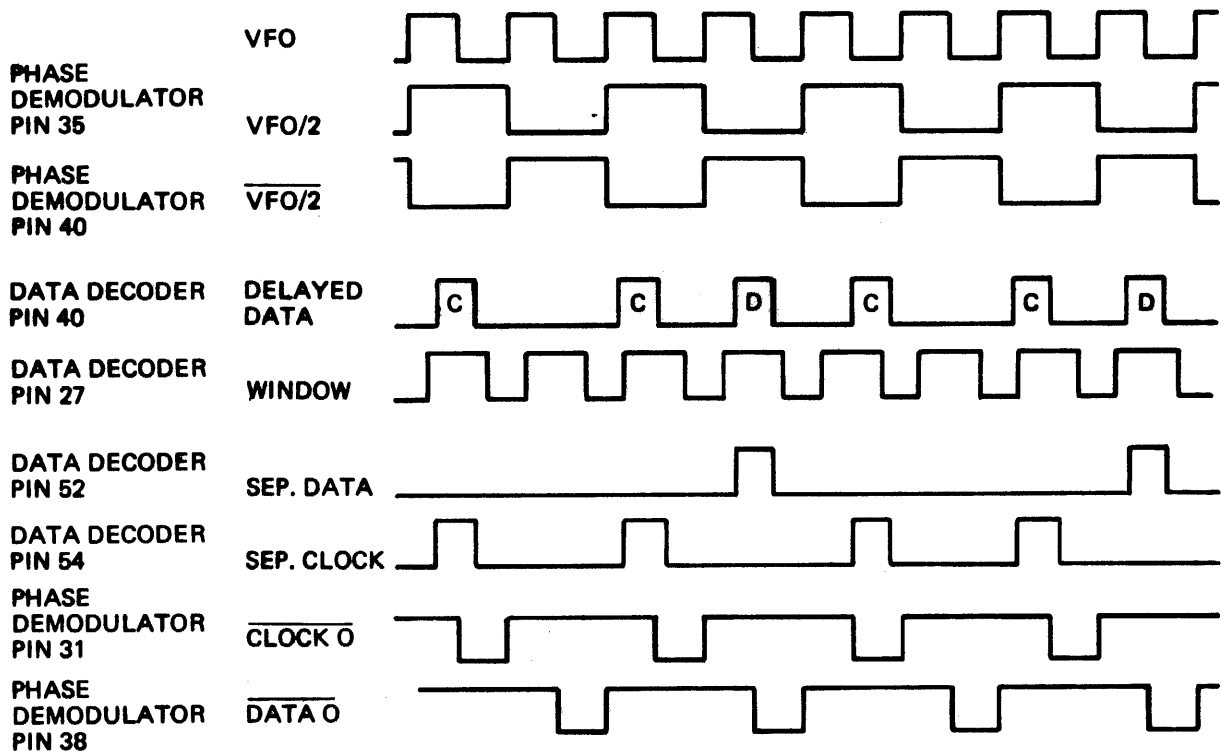 VFO
PHASE
DEMODULATOR
PIN 35 VFO/2
PHASE
DEMODULATOR VFO/2
PIN 40
DATA DECODER DELAYED
PIN 40 DATA C C D C C D
DATA DECODER
PIN 27 WINDOW
DATA DECODER
PIN 52 SEP. DATA
DATA DECODER
PIN 54 SEP. CLOCK
PHASE
DEMODULATOR CLOCK 0
PIN 31
PHASE
DEMODULATOR DATA 0
PIN 38